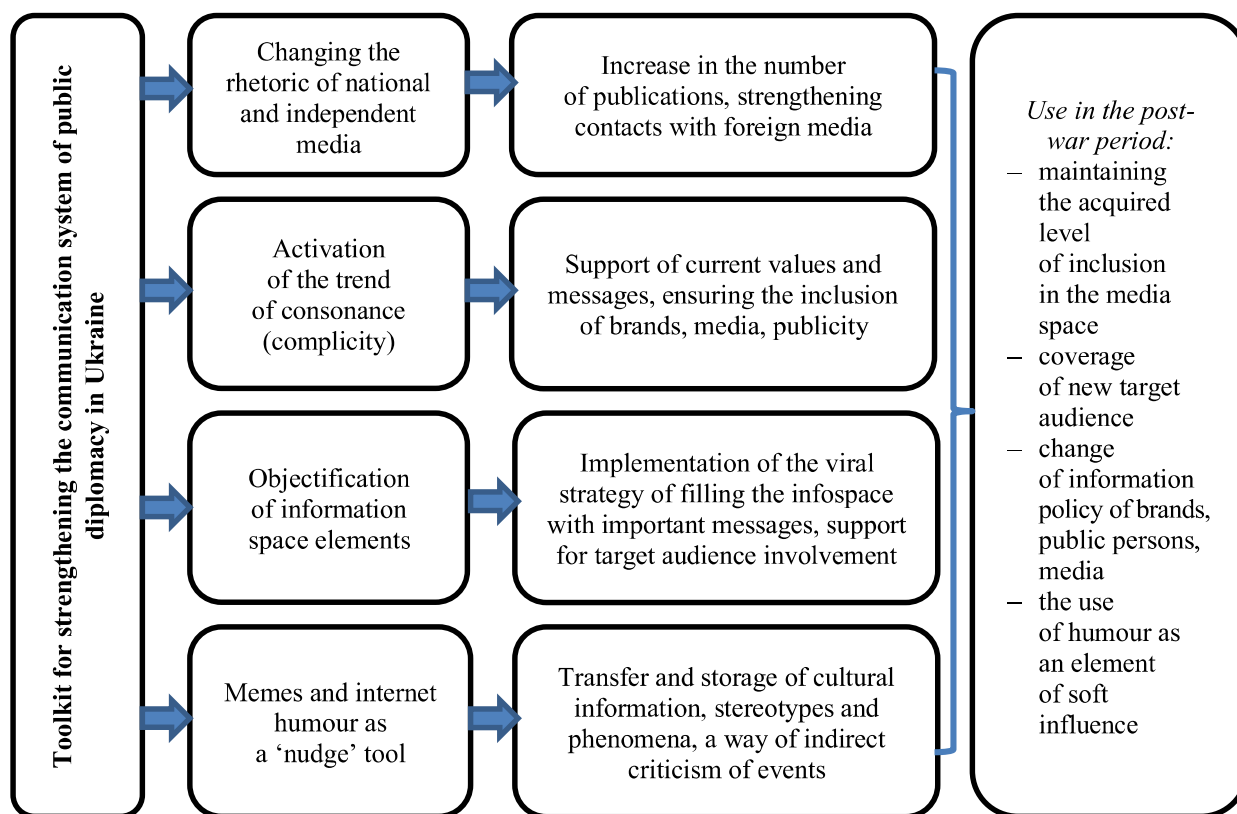 Toolkit for strengthening the communication system of public
diplomacy in Ukraine
Changing the
rhetoric of national
and independent
media
Increase in the number
of publications, strengthening
contacts with foreign media
Activation
of the trend
of consonance
(complicity)
Support of current values and
messages, ensuring the inclusion
of brands, media, publicity
Objectification
of information
space elements
Implementation of the viral
strategy of filling the infospace
with important messages, support
for target audience involvement
Memes and internet
humour as
a ‘nudge’ tool
Transfer and storage of cultural
information, stereotypes and
phenomena, a way of indirect
criticism of events
Use in the post-
war period:
– maintaining
the acquired
level
of inclusion
in the media
space
– coverage
of new target
audience
– change
of information
policy of brands,
public persons,
media
– the use
of humour as
an element
of soft
influence